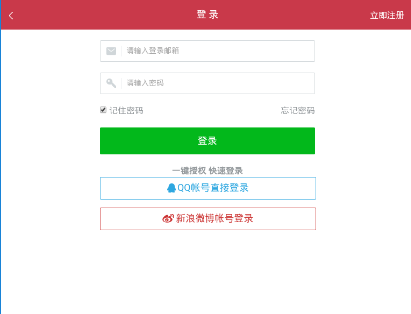 登 录
立即注册
请输入登录邮箱
请输入密码
记住密码
忘记密码
登录
一键授权 快速登录
QQ帐号直接登录
新浪微博帐号登录